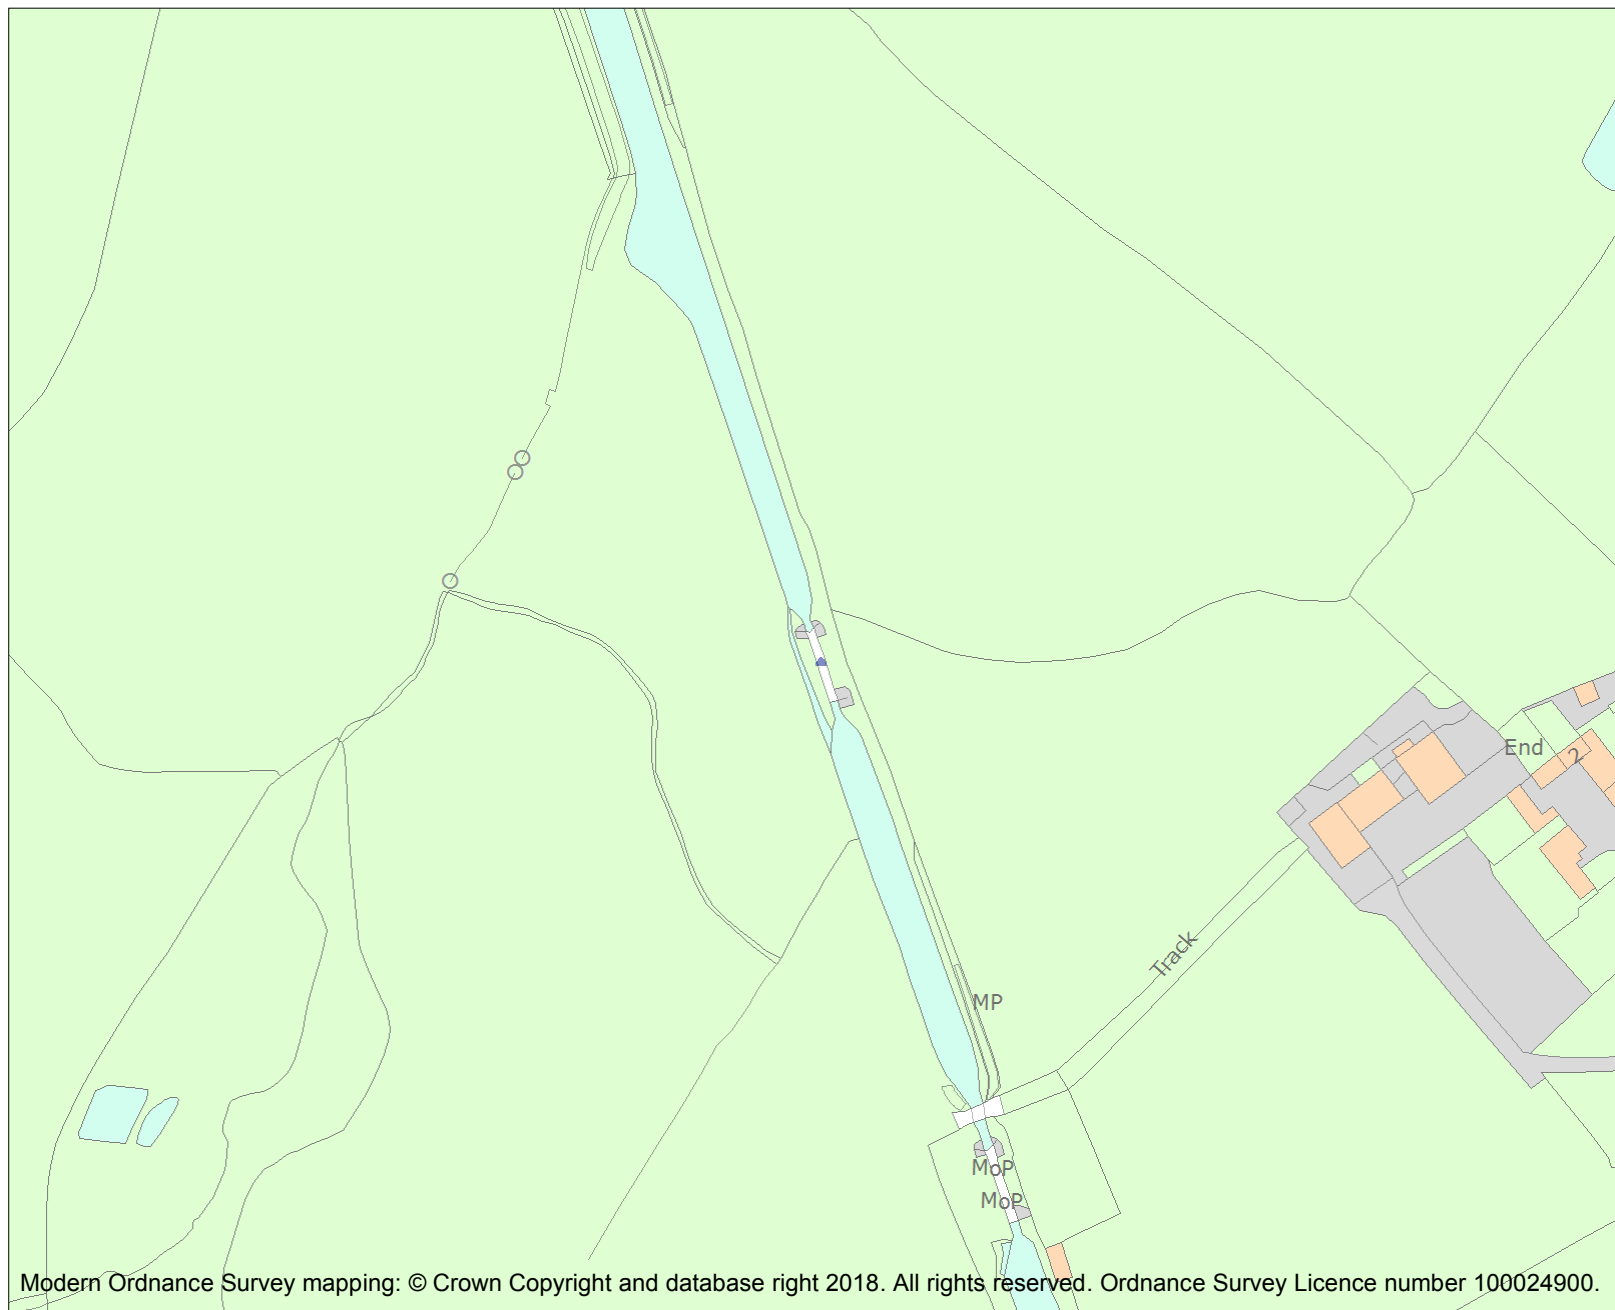 End
2
Track
MP
MoP
MoP
Modern Ordnance Survey mapping: © Crown Copyright and database right 2018. All rights reserved. Ordnance Survey Licence number 100024900.